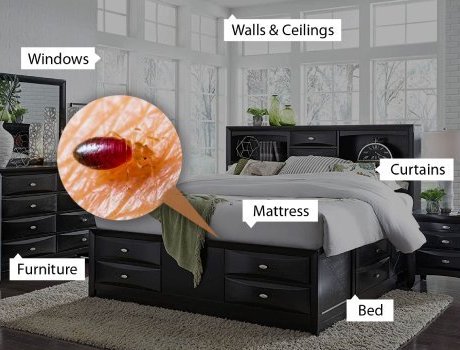 Walls & Ceilings
Windows
Curtains
Mattress
Furniture
Bed